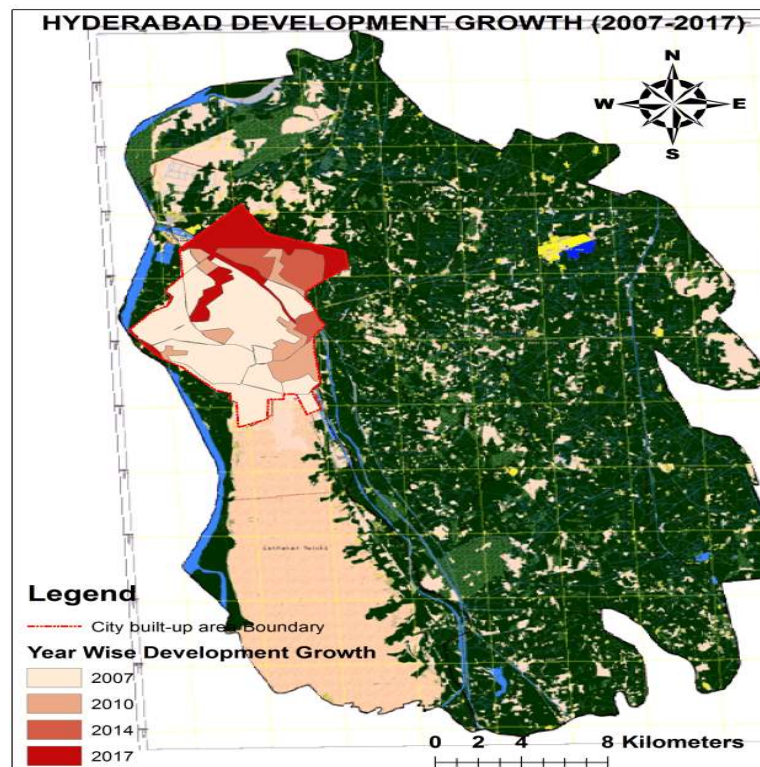 HYDERABAD DEVELOPMENT GROWTH (2007-2017)
N
W E
S
Legend
City built-up area Boundary
Year Wise Development Growth
2007
2010
2014
2017
0 2 4 8 Kilometers